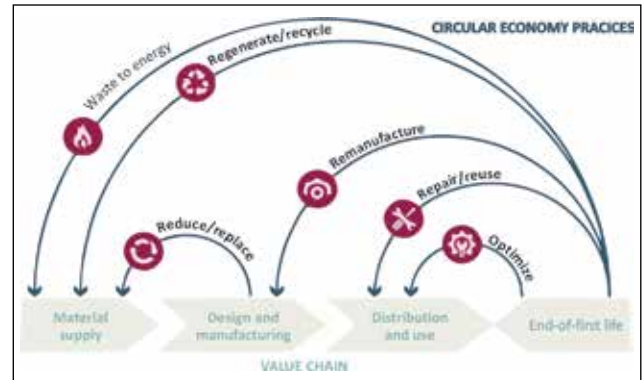 CIRCULAR ECONOMY PRACICES
Waste to energy
Regenerate/recycle
Remanufacture
Repair/reuse
Reduce/replace
Optimize
Material
supply
Design and
manufacturing
Distribution
and use
End-of-first life
VALUE CHAIN